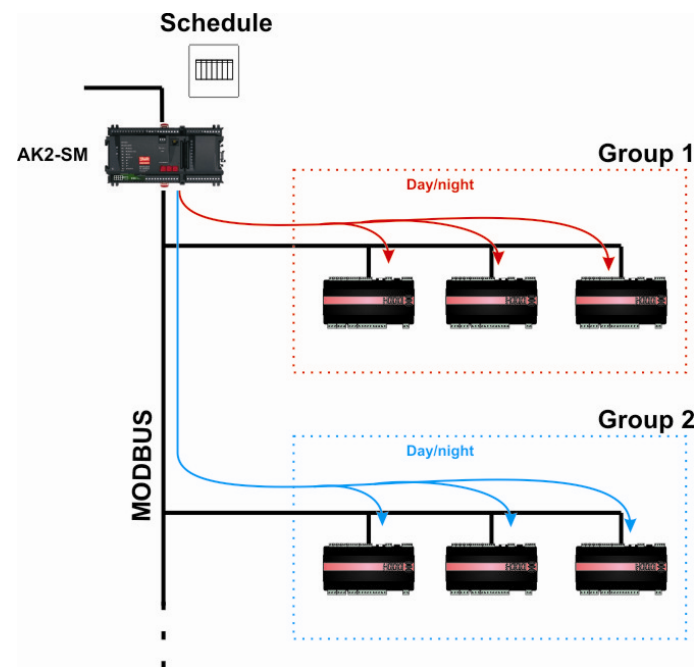 Schedule
AK2-SM
Group 1
Day/night
MODBUS
Group 2
Day/night